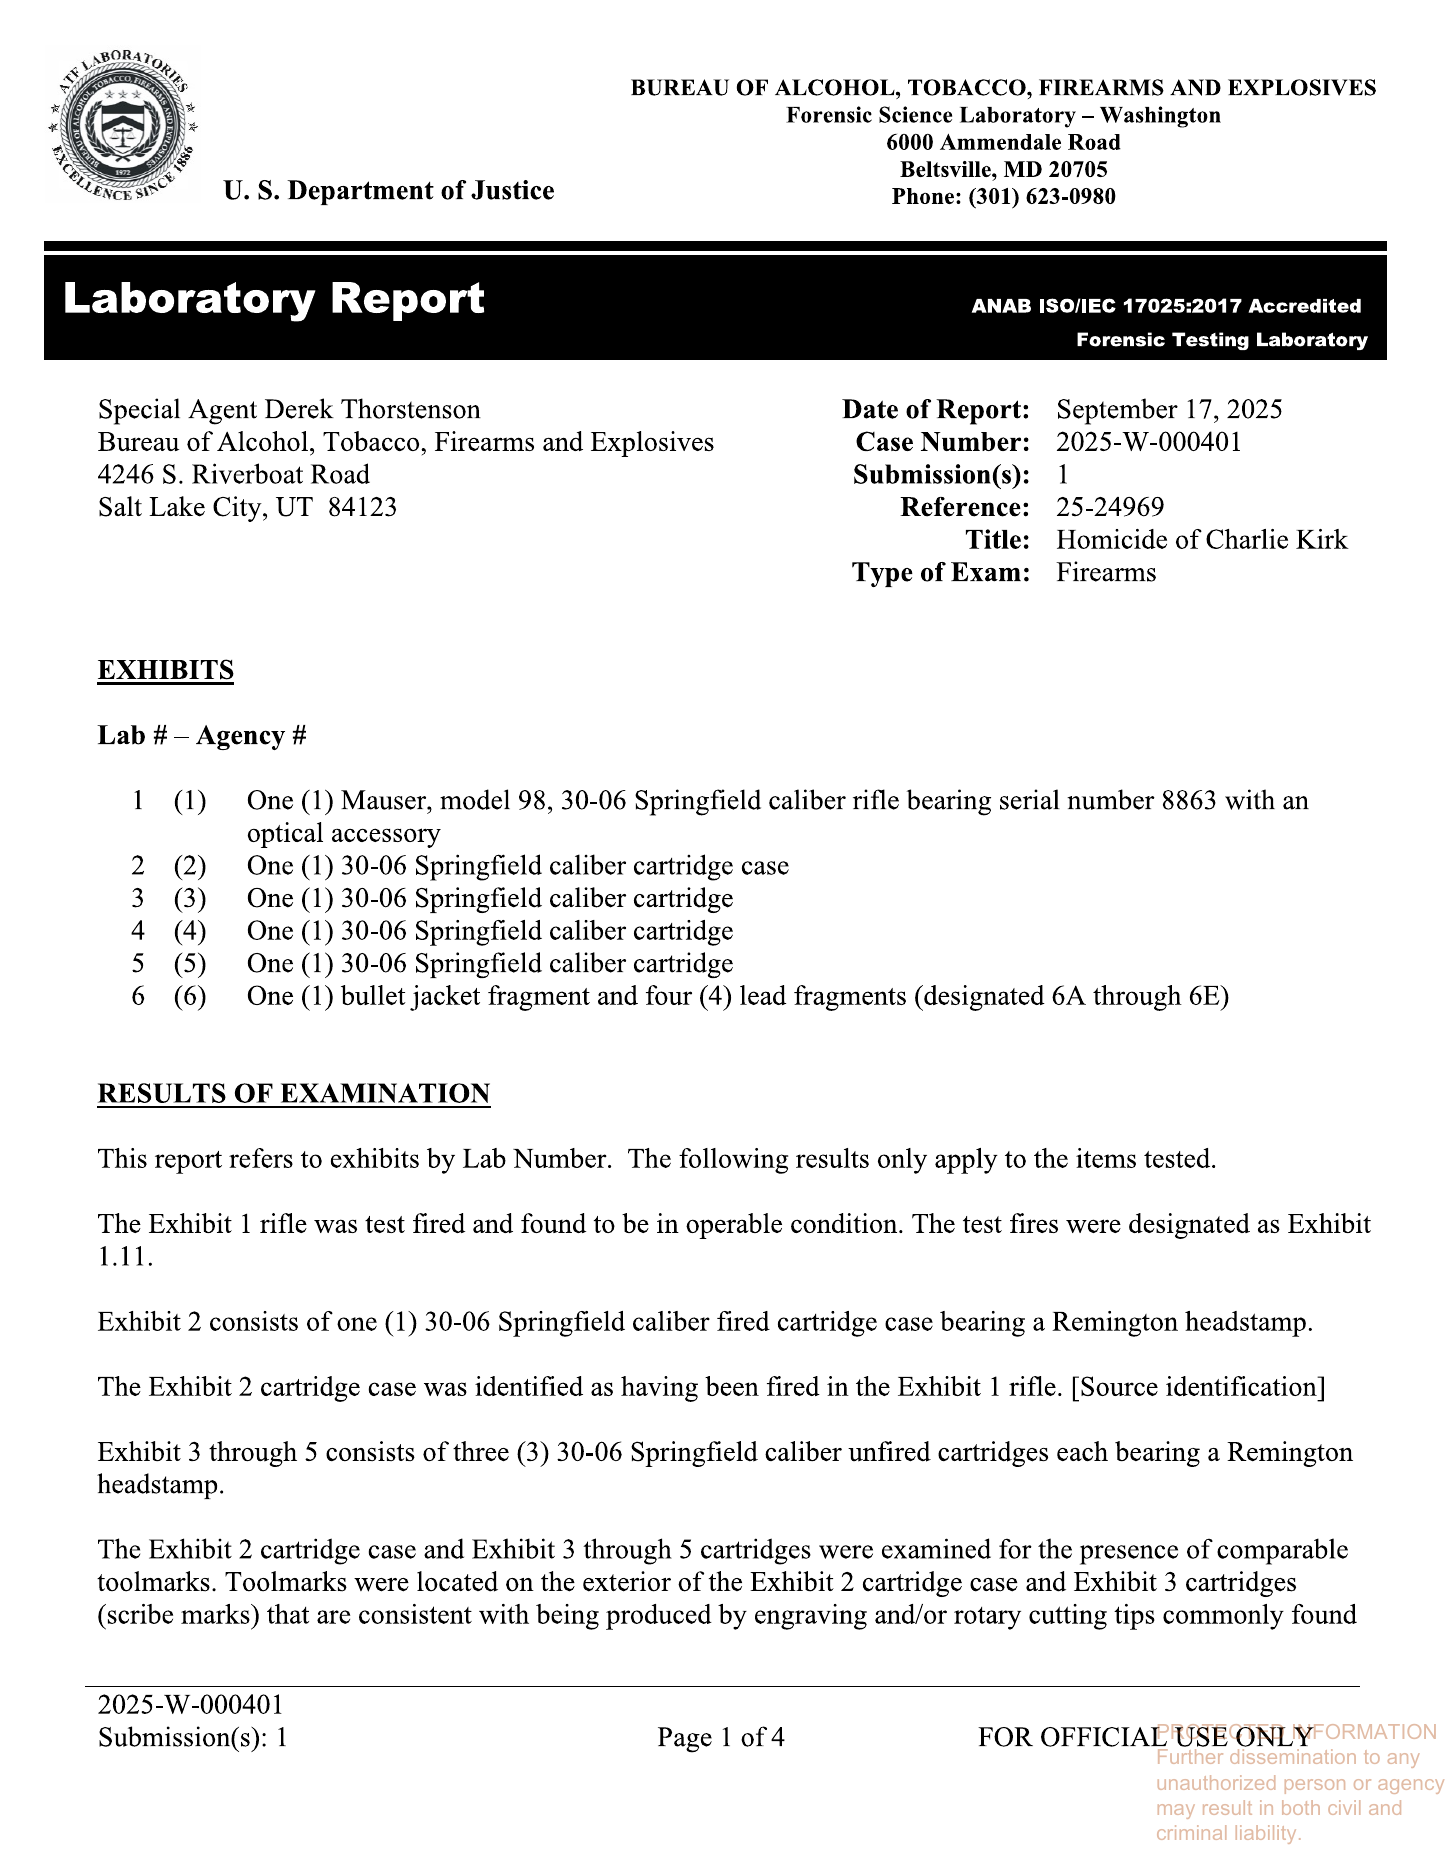 ATF LABORATORIES
BUREAU OF ALCOHOL, TOBACCO, FIREARMS AND EXPLOSIVES
1972
EXCELLENCE SINCE 1886
U. S. Department of Justice
BUREAU OF ALCOHOL, TOBACCO, FIREARMS AND EXPLOSIVES
Forensic Science Laboratory – Washington
6000 Ammendale Road
Beltsville, MD 20705
Phone: (301) 623-0980
Laboratory Report
ANAB ISO/IEC 17025:2017 Accredited
Forensic Testing Laboratory
Special Agent Derek Thorstenson
Bureau of Alcohol, Tobacco, Firearms and Explosives
4246 S. Riverboat Road
Salt Lake City, UT  84123
Date of Report: September 17, 2025
Case Number: 2025-W-000401
Submission(s): 1
Reference: 25-24969
Title: Homicide of Charlie Kirk
Type of Exam: Firearms
EXHIBITS
Lab # – Agency #
1 (1) One (1) Mauser, model 98, 30-06 Springfield caliber rifle bearing serial number 8863 with an
optical accessory
2 (2) One (1) 30-06 Springfield caliber cartridge case
3 (3) One (1) 30-06 Springfield caliber cartridge
4 (4) One (1) 30-06 Springfield caliber cartridge
5 (5) One (1) 30-06 Springfield caliber cartridge
6 (6) One (1) bullet jacket fragment and four (4) lead fragments (designated 6A through 6E)
RESULTS OF EXAMINATION
This report refers to exhibits by Lab Number.  The following results only apply to the items tested.
The Exhibit 1 rifle was test fired and found to be in operable condition. The test fires were designated as Exhibit
1.11.
Exhibit 2 consists of one (1) 30-06 Springfield caliber fired cartridge case bearing a Remington headstamp.
The Exhibit 2 cartridge case was identified as having been fired in the Exhibit 1 rifle. [Source identification]
Exhibit 3 through 5 consists of three (3) 30-06 Springfield caliber unfired cartridges each bearing a Remington
headstamp.
The Exhibit 2 cartridge case and Exhibit 3 through 5 cartridges were examined for the presence of comparable
toolmarks. Toolmarks were located on the exterior of the Exhibit 2 cartridge case and Exhibit 3 cartridges
(scribe marks) that are consistent with being produced by engraving and/or rotary cutting tips commonly found
2025-W-000401
Submission(s): 1
Page 1 of 4
FOR OFFICIAL USE ONLY
PROTECTED INFORMATION
Further dissemination to any
unauthorized person or agency
may result in both civil and
criminal liability.